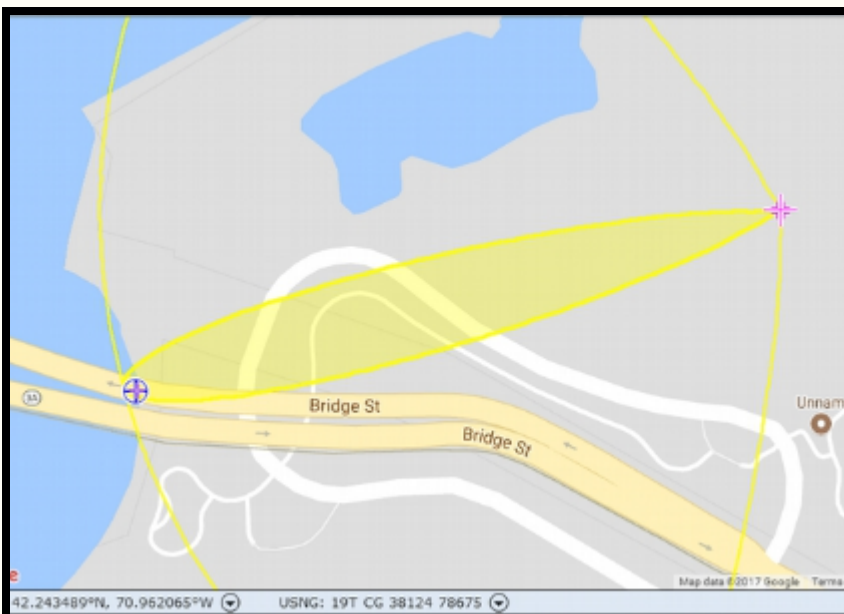 3A
Bridge St
Bridge St
Unnam
e
Map data ©2017 Google Terms
42.243489°N, 70.962065°W
USNG: 19T CG 38124 78675